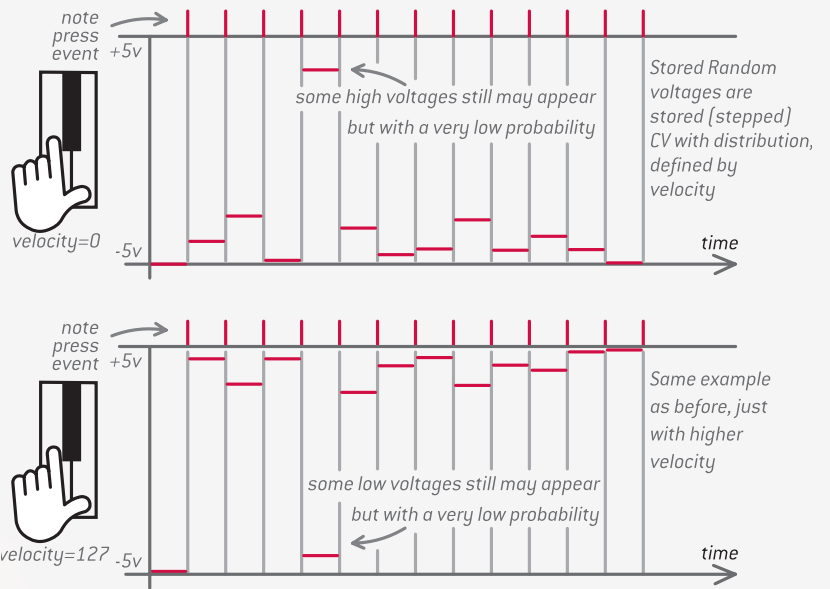 note
press
event
+5v
some high voltages still may appear
but with a very low probability
Stored Random
voltages are
stored (stepped)
CV with distribution,
defined by
velocity
velocity=0
-5v
time
note
press
event
+5v
Same example
as before, just
with higher
velocity
some low voltages still may appear
but with a very low probability
velocity=127
-5v
time